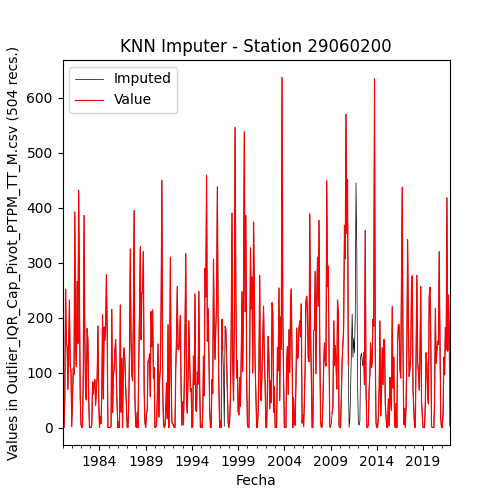 KNN Imputer - Station 29060200
Imputed
Value
Values in Outlier_IQR_Cap_Pivot_PTPM_TT_M.csv (504 recs.)
600
500
400
300
200
100
0
1984 1989 1994 1999 2004 2009 2014 2019
Fecha